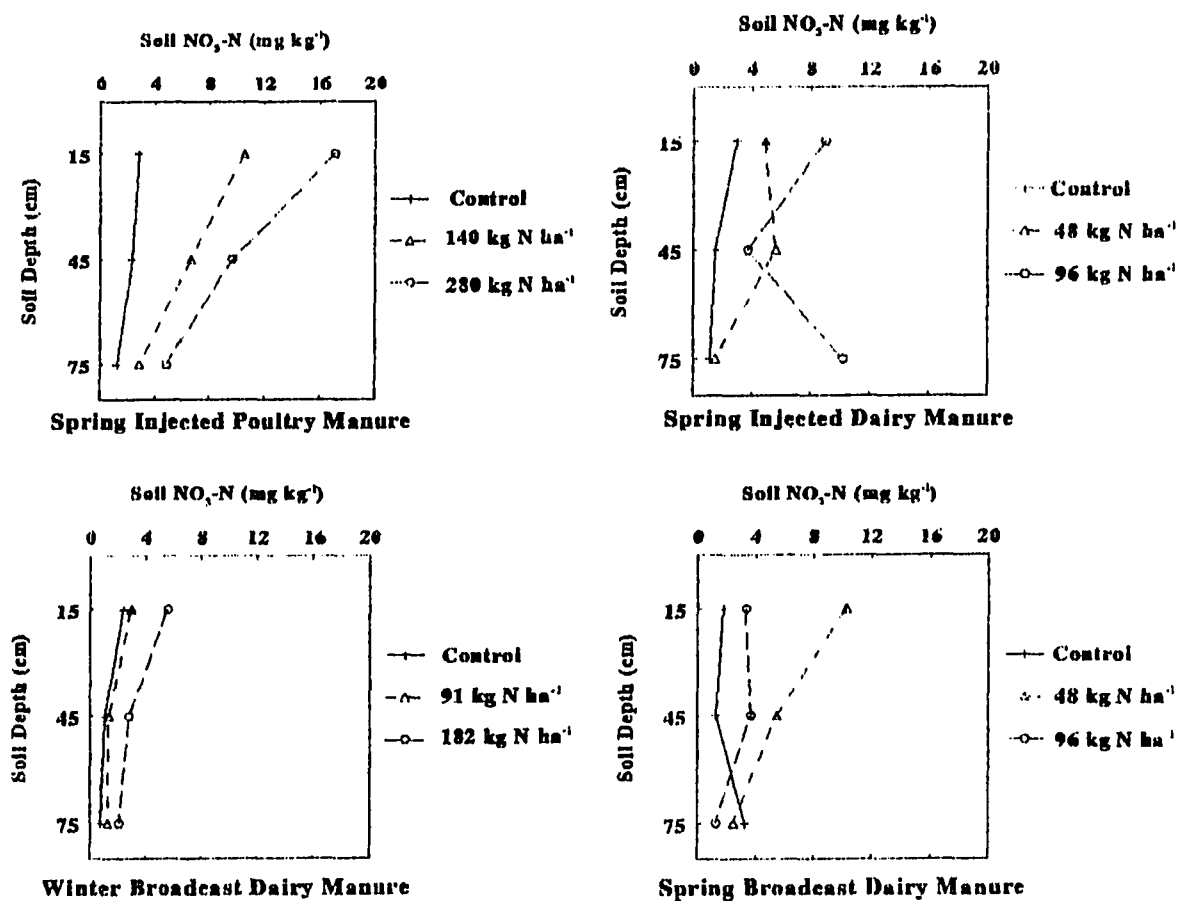 Soil NO3-N (mg kg-1)
0 4 8 12 16 20
15
45
75
Soil Depth (cm)
Control
140 kg N ha-1
280 kg N ha-1
Spring Injected Poultry Manure
Soil NO3-N (mg kg-1)
0 4 8 12 16 20
15
45
75
Soil Depth (cm)
Control
48 kg N ha-1
96 kg N ha-1
Spring Injected Dairy Manure
Soil NO3-N (mg kg-1)
0 4 8 12 16 20
15
45
75
Soil Depth (cm)
Control
91 kg N ha-1
182 kg N ha-1
Winter Broadcast Dairy Manure
Soil NO3-N (mg kg-1)
0 4 8 12 16 20
15
45
75
Soil Depth (cm)
Control
48 kg N ha-1
96 kg N ha-1
Spring Broadcast Dairy Manure